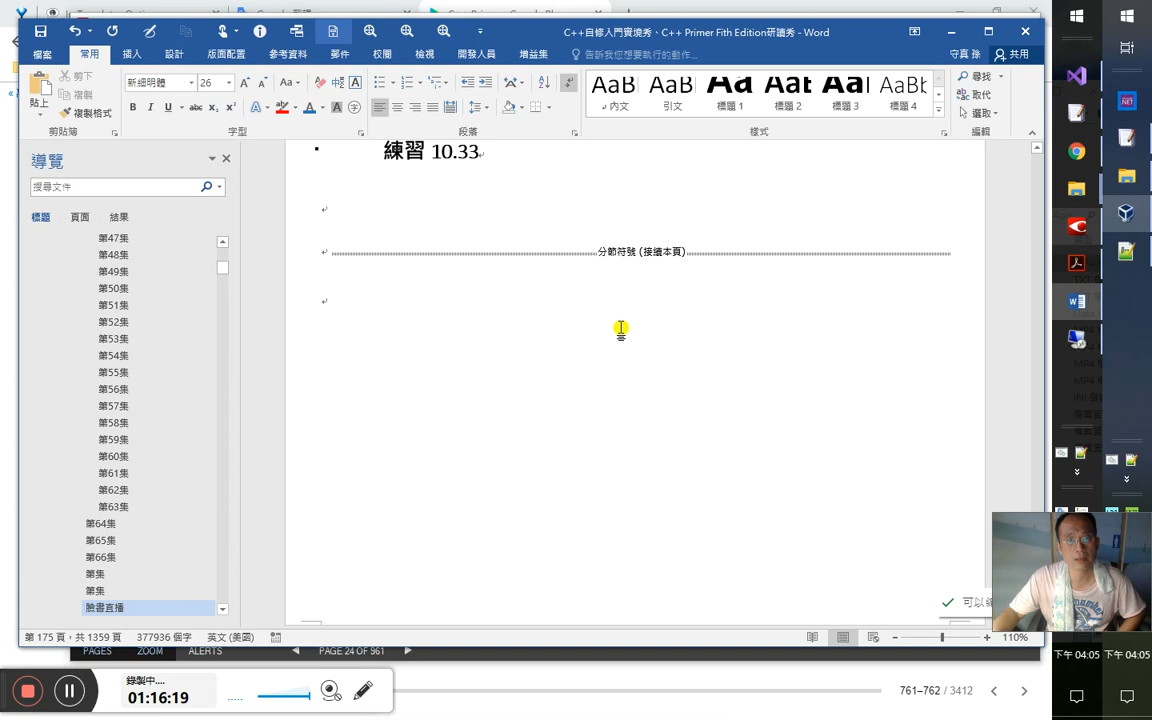 C++自修入門實境秀、C++ Primer Fith Edition研讀秀 - Word
檔案
常用
插入
設計
版面配置
參考資料
郵件
校閱
檢視
開發人員
增益集
告訴我您想要執行的動作...
守真 孫
共用
貼上
剪下
複製
複製格式
新細明體
26
內文
引文
標題 1
標題 2
標題 3
標題 4
尋找
取代
選取
剪貼簿
字型
段落
樣式
編輯
導覽
搜尋文件
標題
頁面
結果
第47集
第48集
第49集
第50集
第51集
第52集
第53集
第54集
第55集
第56集
第57集
第58集
第59集
第60集
第61集
第62集
第63集
第64集
第65集
第66集
第集
第集
臉書直播
練習 10.33
分節符號 (接續本頁)
可以
第 175 頁，共 1359 頁
377936 個字
英文 (美國)
110%
PAGES
ZOOM
ALERTS
PAGE 24 OF 961
錄製中....
01:16:19
761–762 / 3412
下午 04:05
下午 04:05